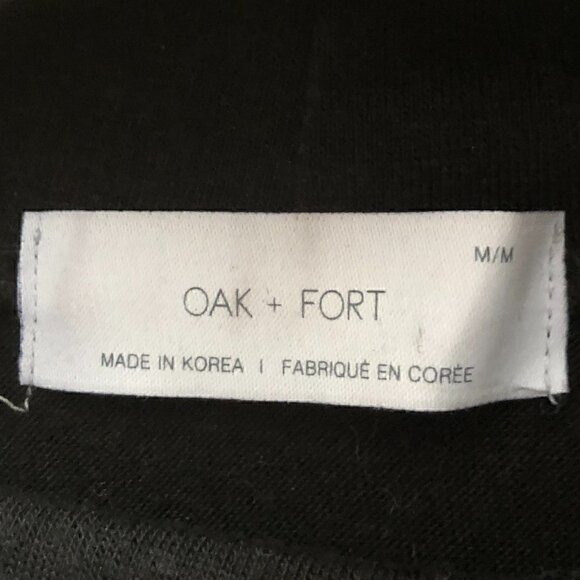 M/M
OAK + FORT
MADE IN KOREA I FABRIQUÉ EN CORÉE